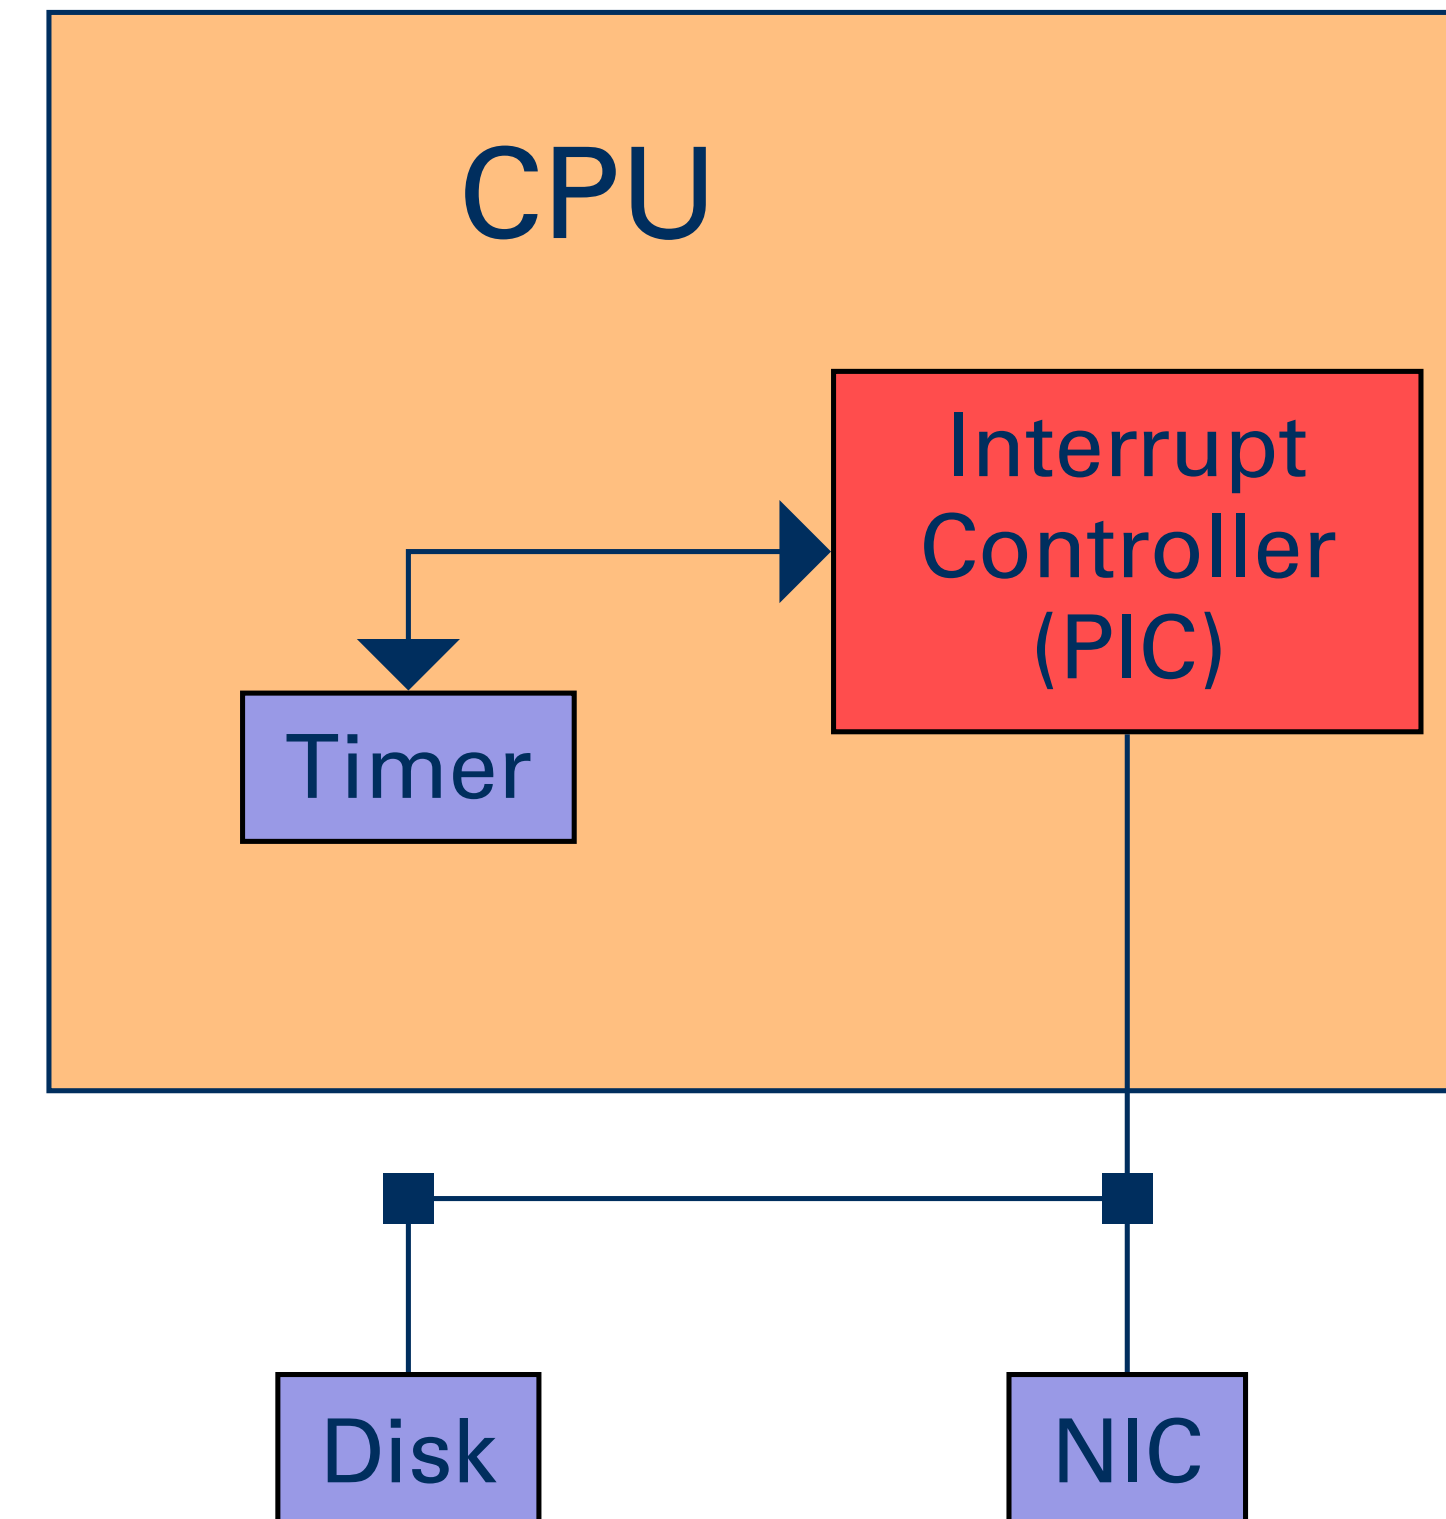 CPU
Interrupt
Controller
(PIC)
Timer
Disk
NIC